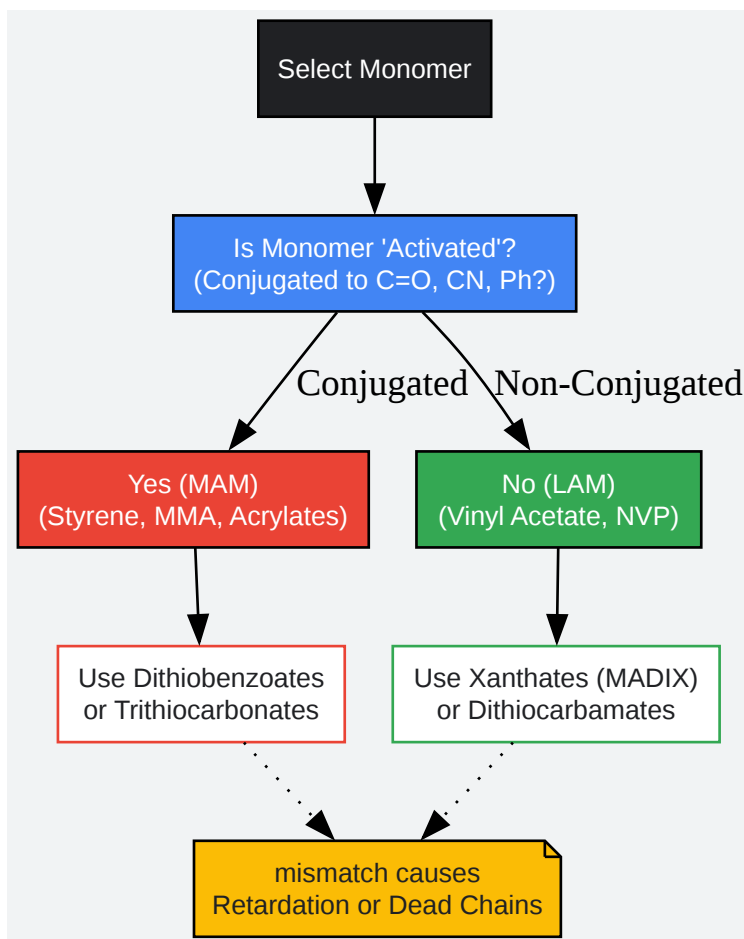 Select Monomer
Is Monomer 'Activated'?
(Conjugated to C=O, CN, Ph?)
Conjugated
Non-Conjugated
Yes (MAM)
(Styrene, MMA, Acrylates)
No (LAM)
(Vinyl Acetate, NVP)
Use Dithiobenzoates
or Trithiocarbonates
Use Xanthates (MADIX)
or Dithiocarbamates
mismatch causes
Retardation or Dead Chains